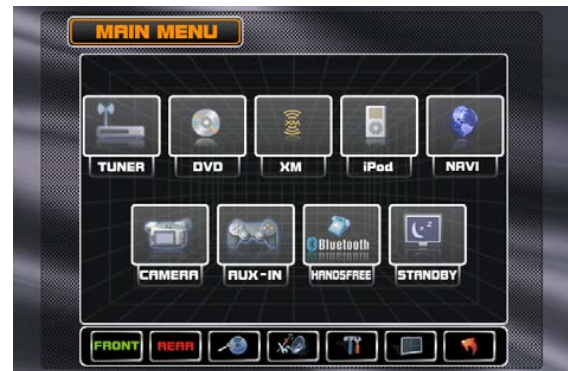 MAIN MENU
TUNER DVD XM iPod NAVI
Bluetooth
CAMERA AUX-IN HANDSFREE STANDBY
FRONT REAR